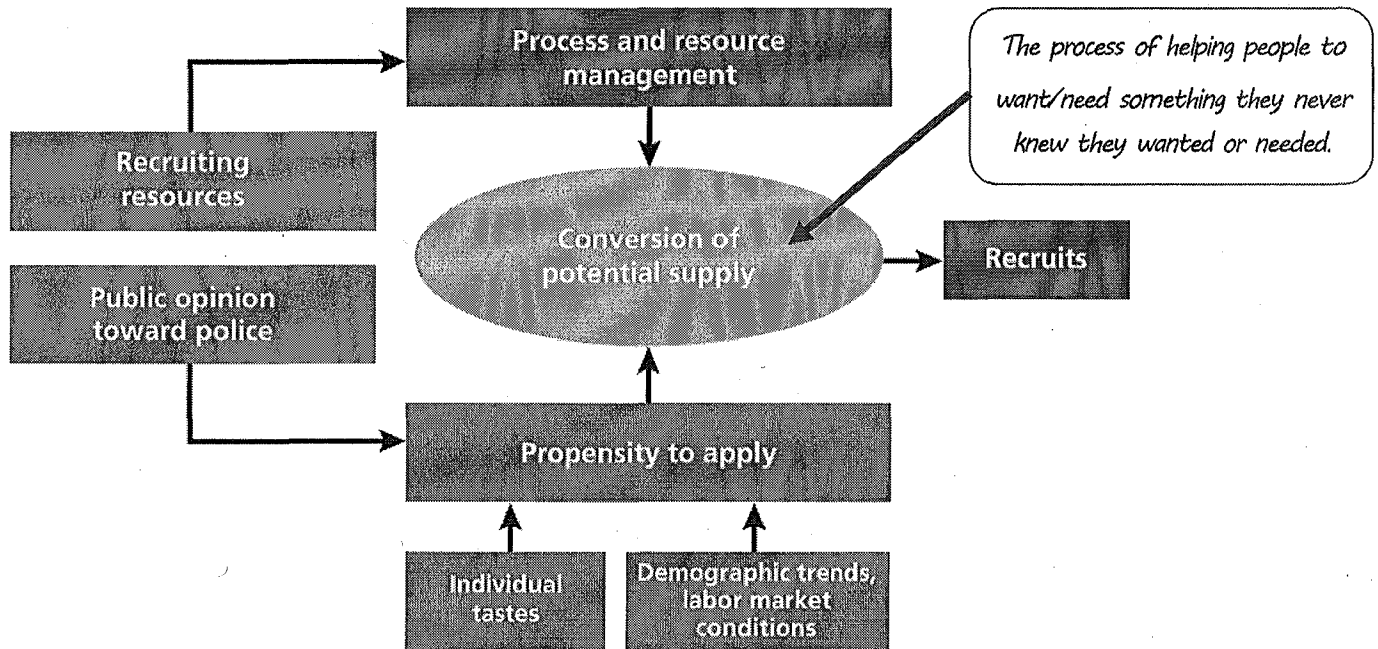 Process and resource
management
The process of helping people to
want/need something they never
knew they wanted or needed.
Recruiting
resources
Conversion of
potential supply
Recruits
Public opinion
toward police
Propensity to apply
Individual
tastes
Demographic trends,
labor market
conditions